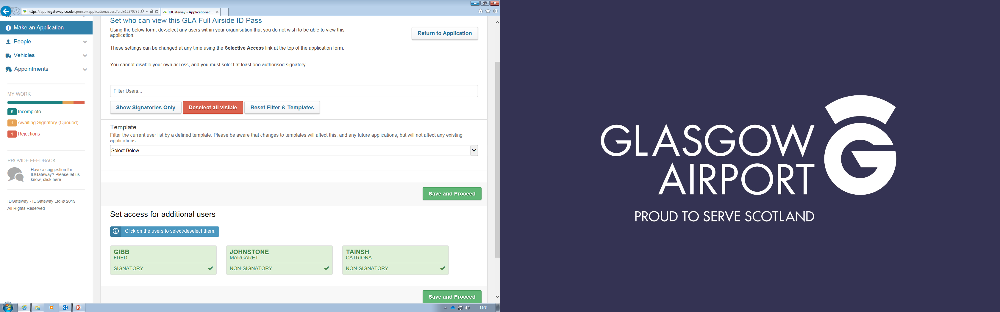 https://app.idgateway.co.uk/sponsor/applicationaccess?uid=1237078&
IDGateway - Applicationac...
Make an Application
People
Vehicles
Appointments
MY WORK
5 Incomplete
1 Awaiting Signatory (Queued)
1 Rejections
PROVIDE FEEDBACK
Have a suggestion for
IDGateway? Please let us
know, click here.
IDGateway - IDGateway Ltd © 2019
All Rights Reserved
Set who can view this GLA Full Airside ID Pass
Using the below form, de-select any users within your organisation that you do not wish to be able to view this
application.
Return to Application
These settings can be changed at any time using the Selective Access link at the top of the application form.
You cannot disable your own access, and you must select at least one authorised signatory.
Filter Users...
Show Signatories Only
Deselect all visible
Reset Filter & Templates
Template
Filter the current user list by a defined template. Please be aware that changes to templates will affect this, and any future applications, but will not affect any existing
applications.
Select Below
Save and Proceed
Set access for additional users
Click on the users to select/deselect them.
GIBB
FRED
SIGNATORY
JOHNSTONE
MARGARET
NON-SIGNATORY
TAINSH
CATRIONA
NON-SIGNATORY
Save and Proceed
14:31
GLASGOW
AIRPORT
PROUD TO SERVE SCOTLAND